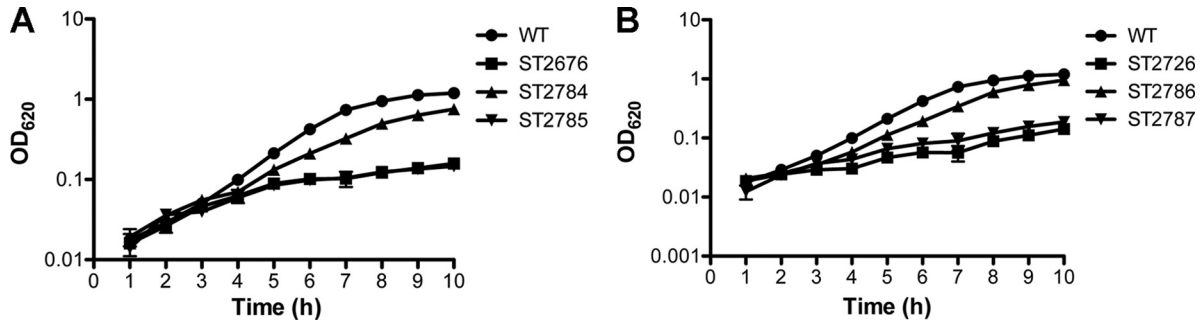 A
10
1
0.1
0.01
OD620
0 1 2 3 4 5 6 7 8 9 10
Time (h)
WT
ST2676
ST2784
ST2785
B
10
1
0.1
0.01
0.001
OD620
0 1 2 3 4 5 6 7 8 9 10
Time (h)
WT
ST2726
ST2786
ST2787